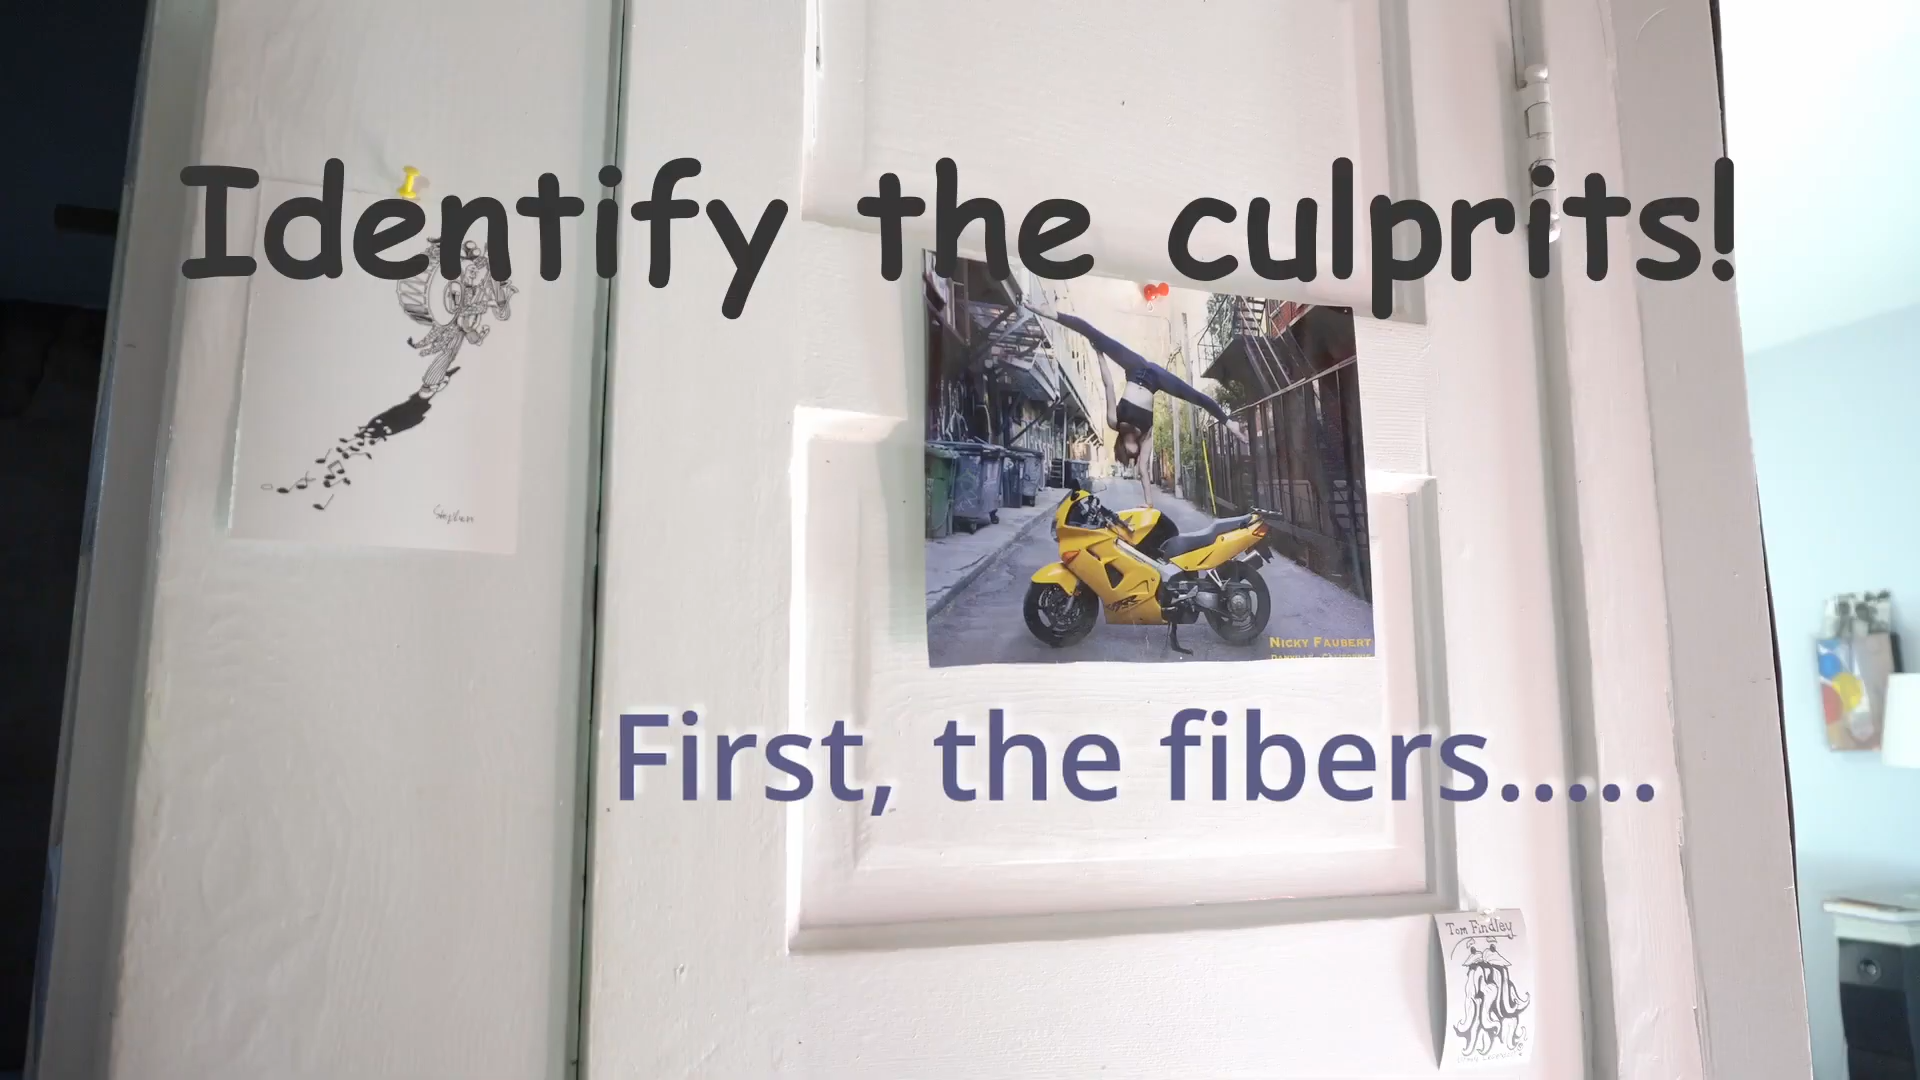 Identify the culprits!
NICKY FAUBERT
First, the fibers.....
Tom Findley